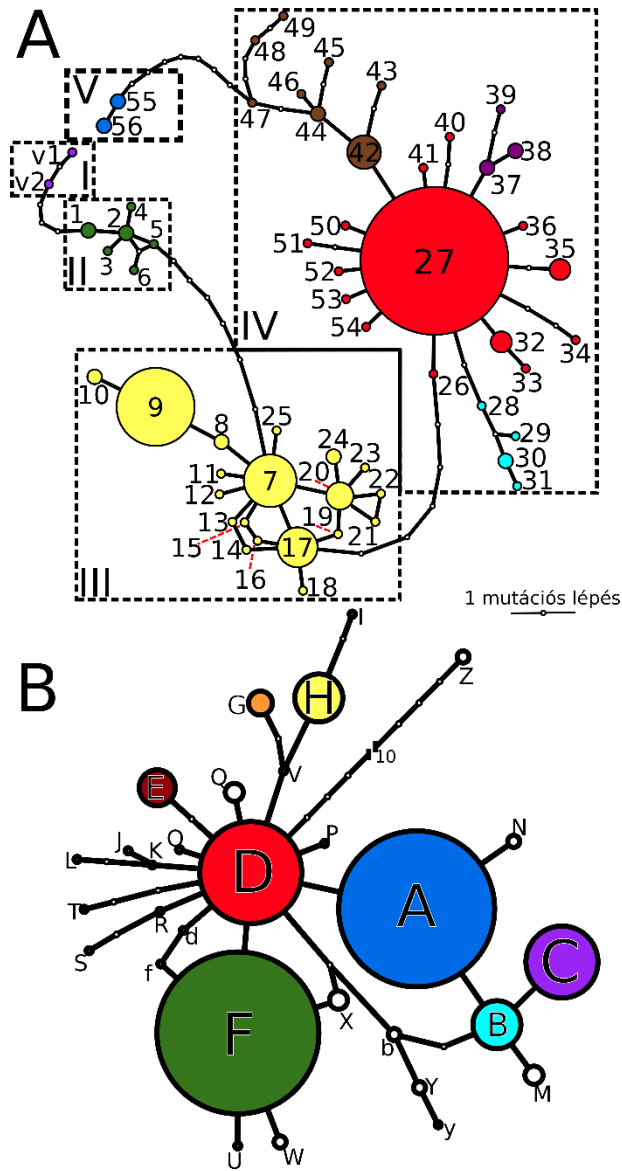 A
49
48
45
46
43
47
44
42
40
39
38
41
37
50
51
27
36
35
52
53
54
32
33
34
26
28
29
30
31
IV
V
55
56
v1
v2
I
1
2
4
5
3
6
II
10
9
8
25
11
12
7
24
23
20
22
13
19
15
14
17
21
16
18
III
1 mutációs lépés
B
I
Z
G
H
V
10
E
Q
O
P
N
J
K
L
D
A
T
R
d
S
f
C
F
X
b
B
M
Y
y
U
W